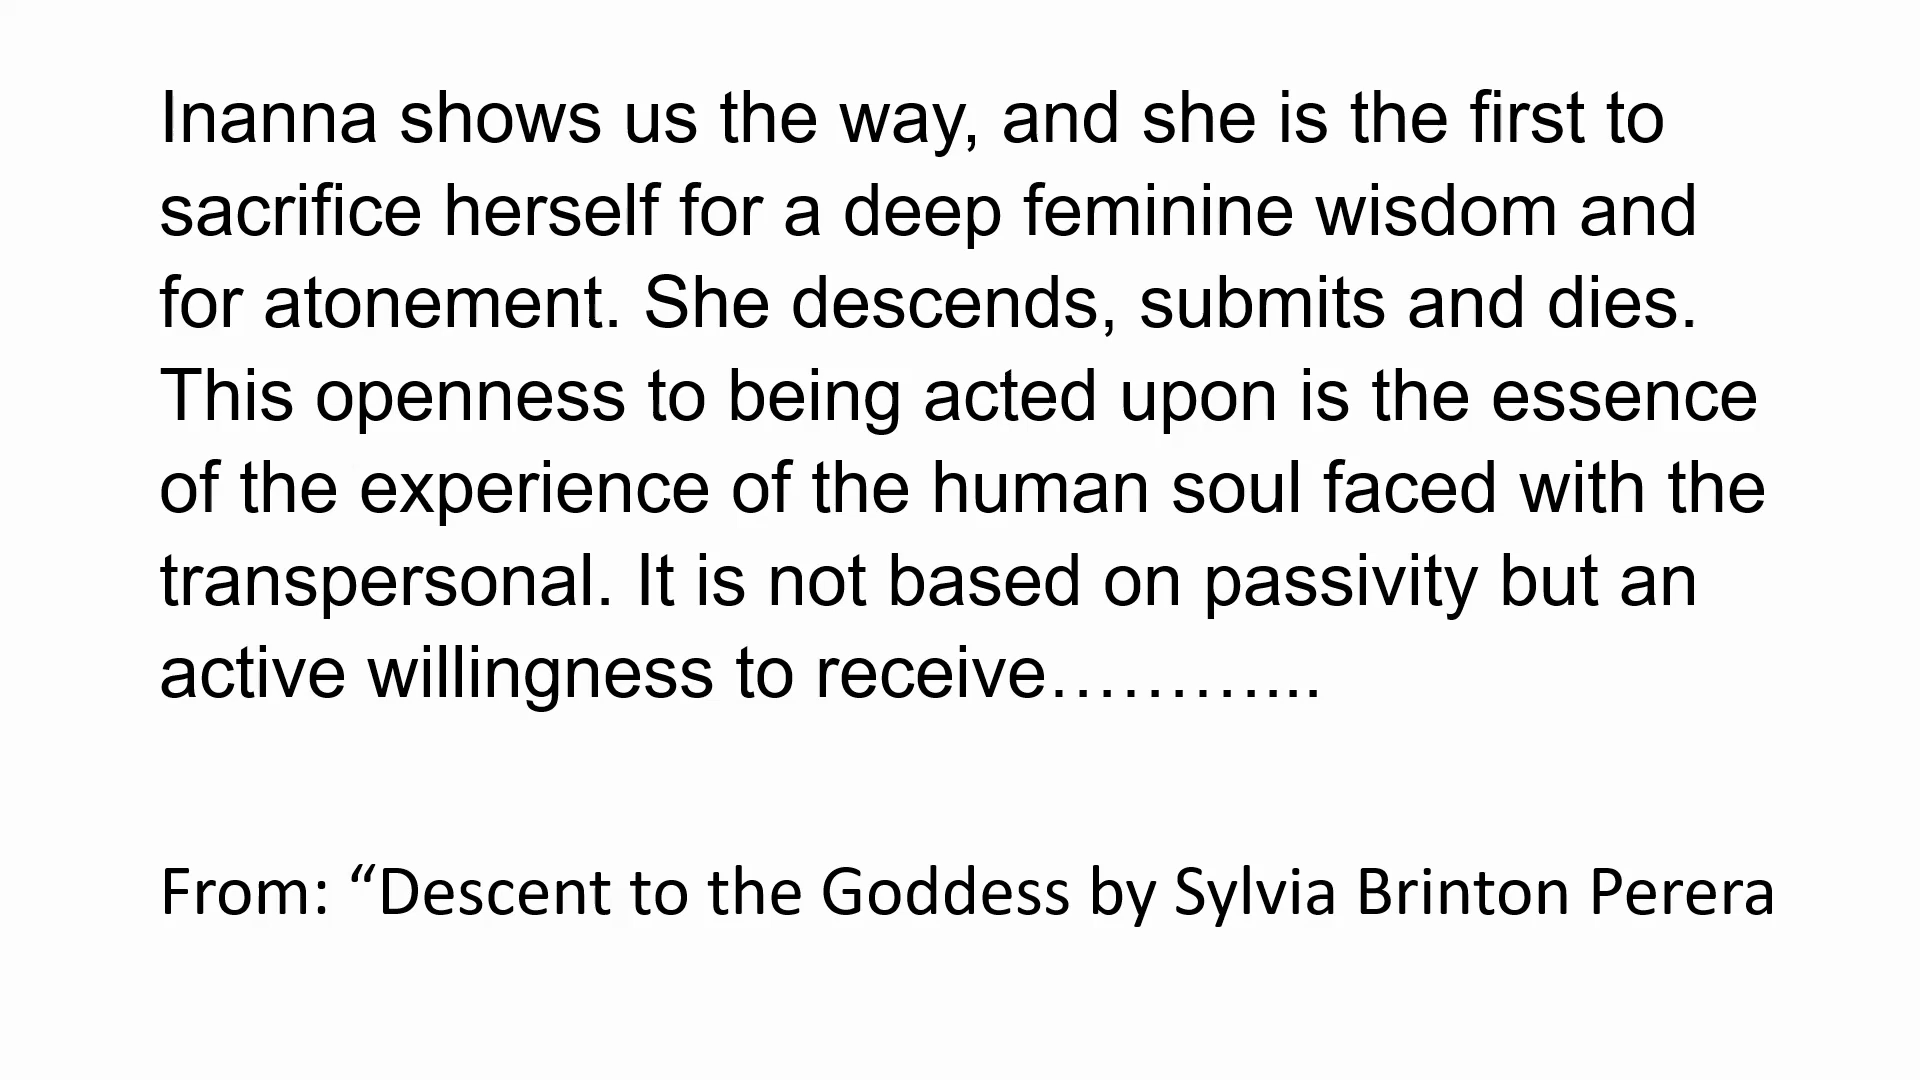 Inanna shows us the way, and she is the first to
sacrifice herself for a deep feminine wisdom and
for atonement. She descends, submits and dies.
This openness to being acted upon is the essence
of the experience of the human soul faced with the
transpersonal. It is not based on passivity but an
active willingness to receive………...
From: “Descent to the Goddess by Sylvia Brinton Perera